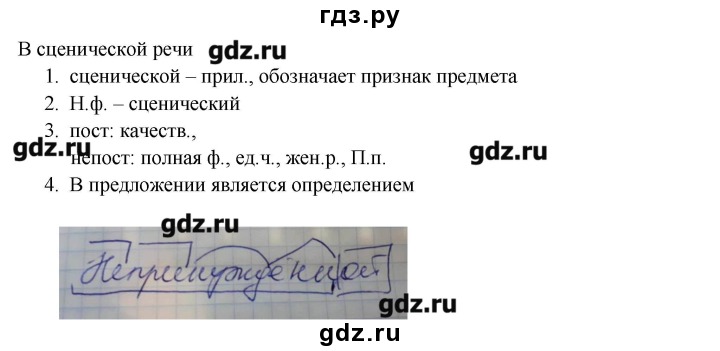 гдз.ру
В сценической речи gdz.ru
1. сценической – прил., обозначает признак предмета
2. Н.ф. – сценический
3. пост: качеств.,
gdz.ru
непост: полная ф., ед.ч., жен.р., П.п.
gdz.ru
4. В предложении является определением
gdz.ru
Непринуждённой
gdz.ru
gdz.ru